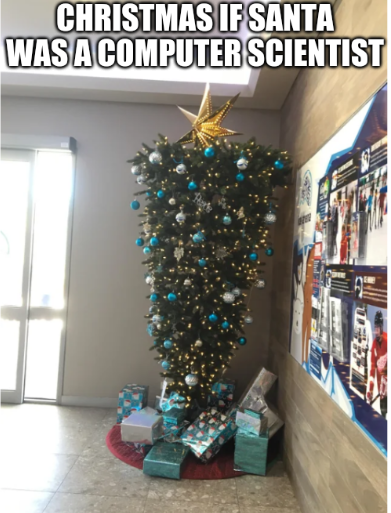 CHRISTMAS IF SANTA
WAS A COMPUTER SCIENTIST